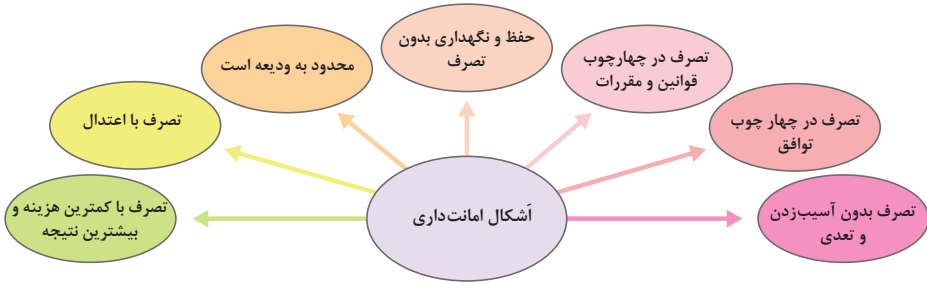 حفظ و نگهداری بدون
تصرف
تصرف در چهارچوب
قوانین و مقررات
محدود به ودیعه است
تصرف در چهار چوب
توافق
تصرف با اعتدال
تصرف بدون آسیب‌زدن
و تعدی
تصرف با کمترین هزینه و
بیشترین نتیجه
اَشکال امانت‌داری